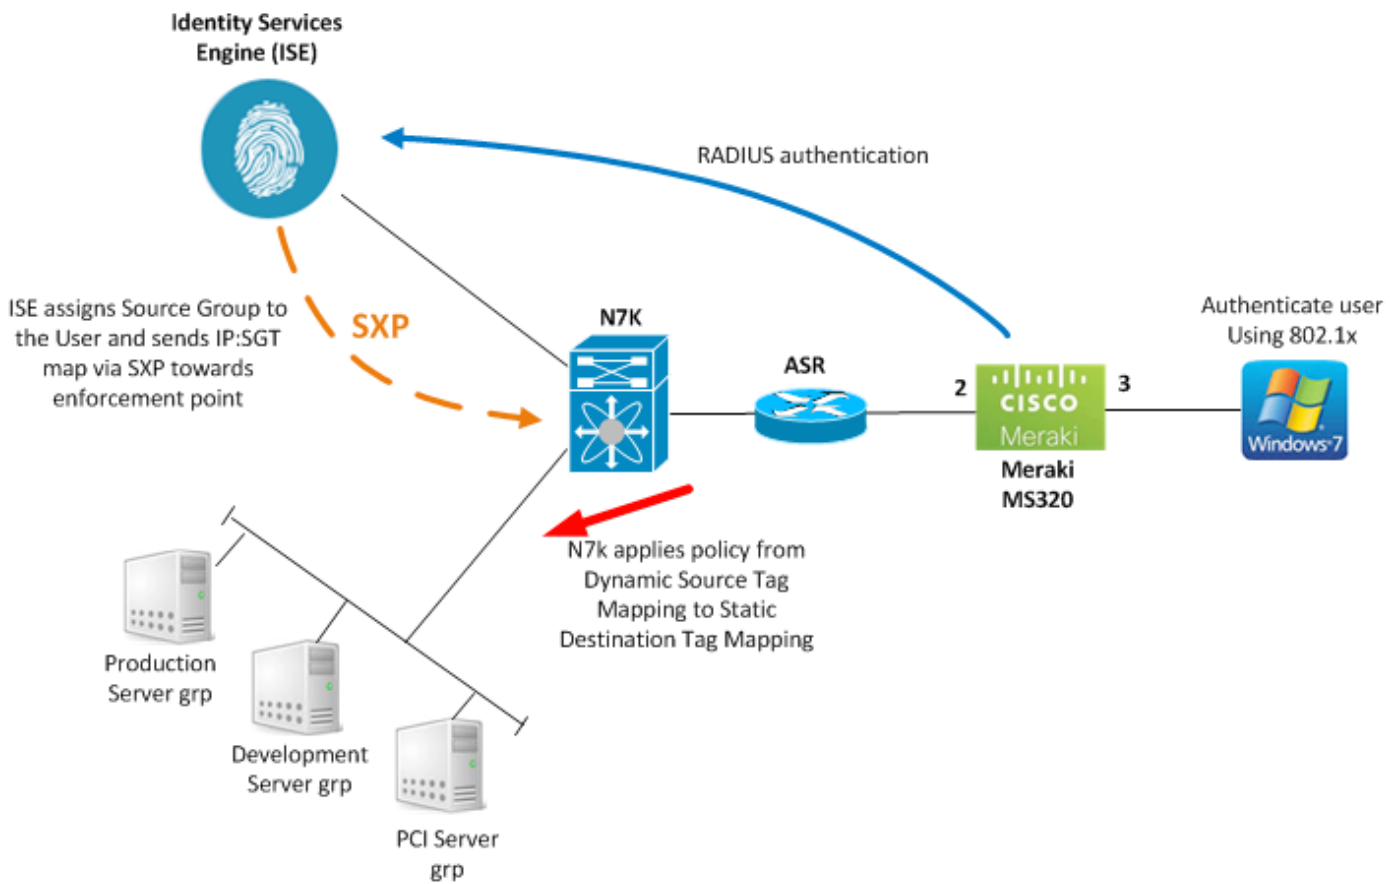 Identity Services
Engine (ISE)
RADIUS authentication
ISE assigns Source Group to
the User and sends IP:SGT
map via SXP towards
enforcement point
SXP
N7K
ASR
2
CISCO
Meraki
3
Meraki
MS320
Authenticate user
Using 802.1x
Windows 7
N7k applies policy from
Dynamic Source Tag
Mapping to Static
Destination Tag Mapping
Production
Server grp
Development
Server grp
PCI Server
grp